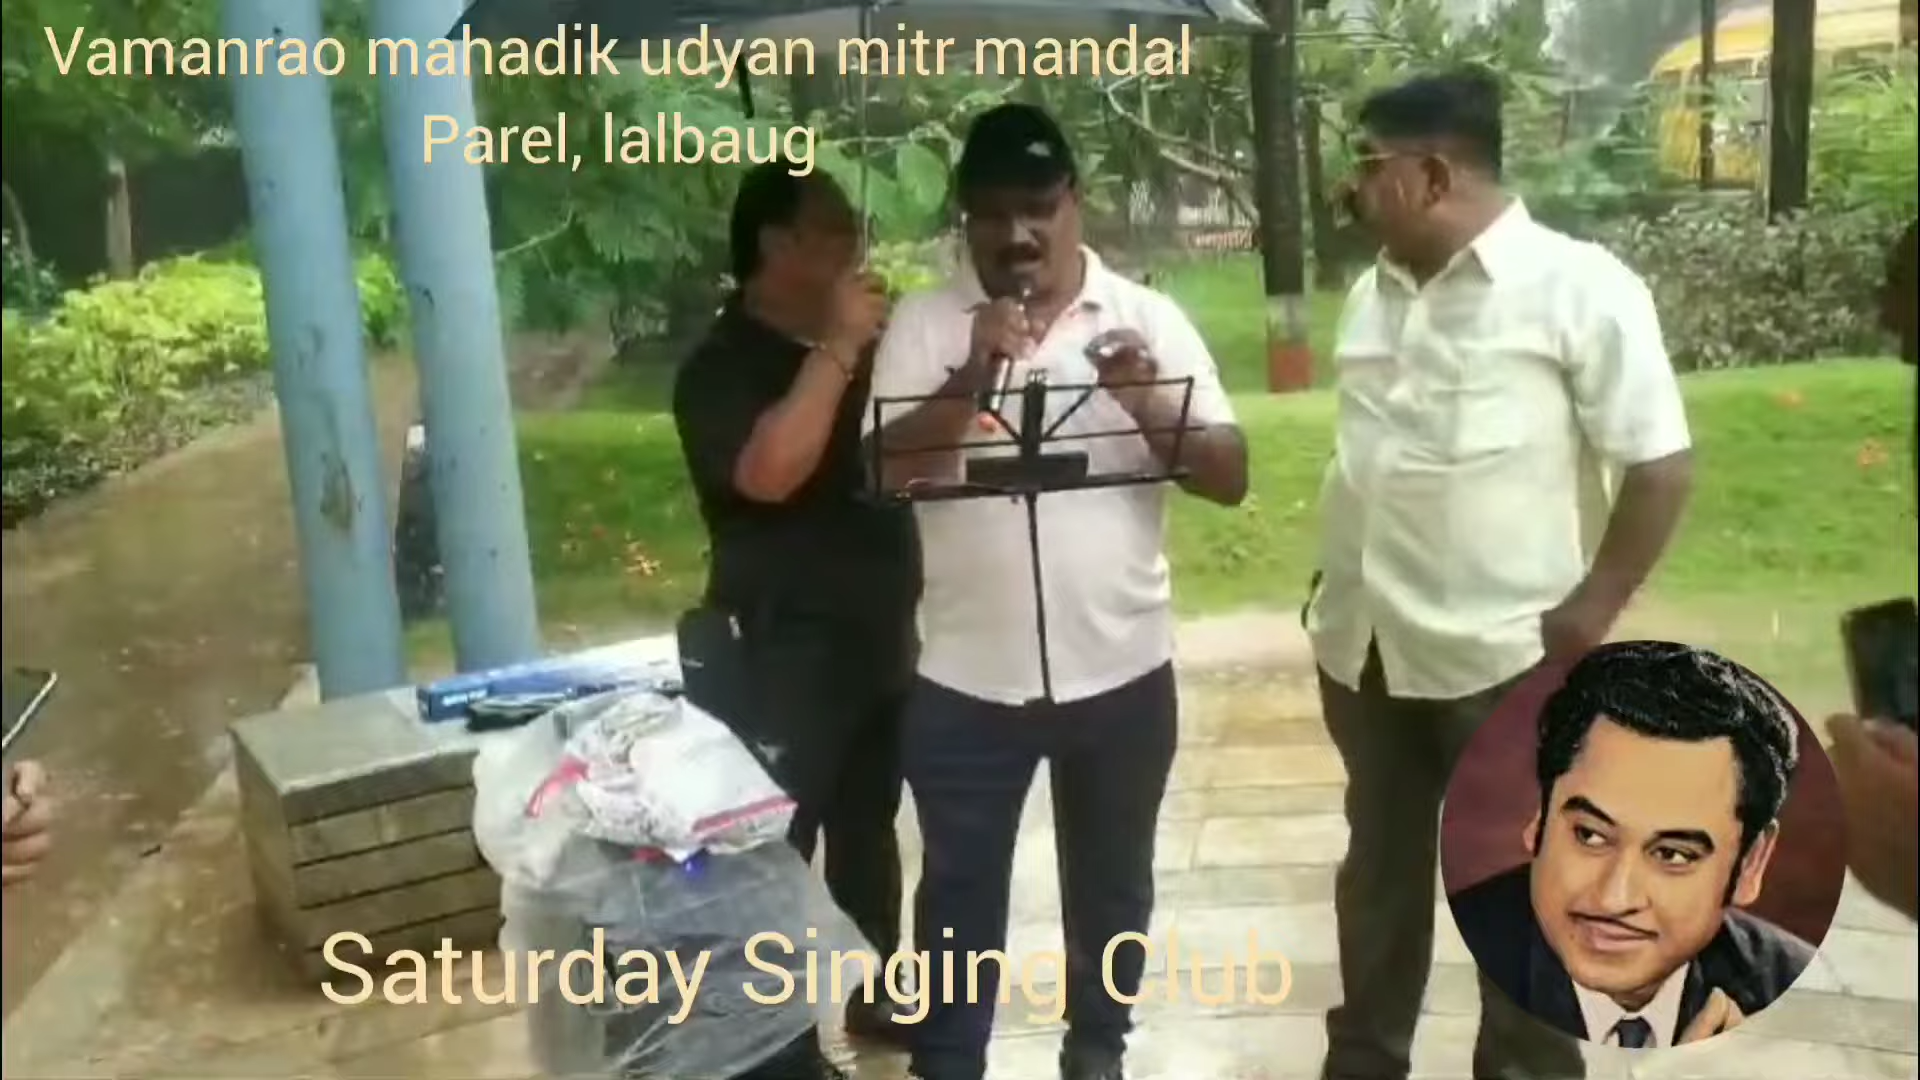 Vamanrao mahadik udyan mitr mandal
Parel, lalbaug
Saturday Singing Club